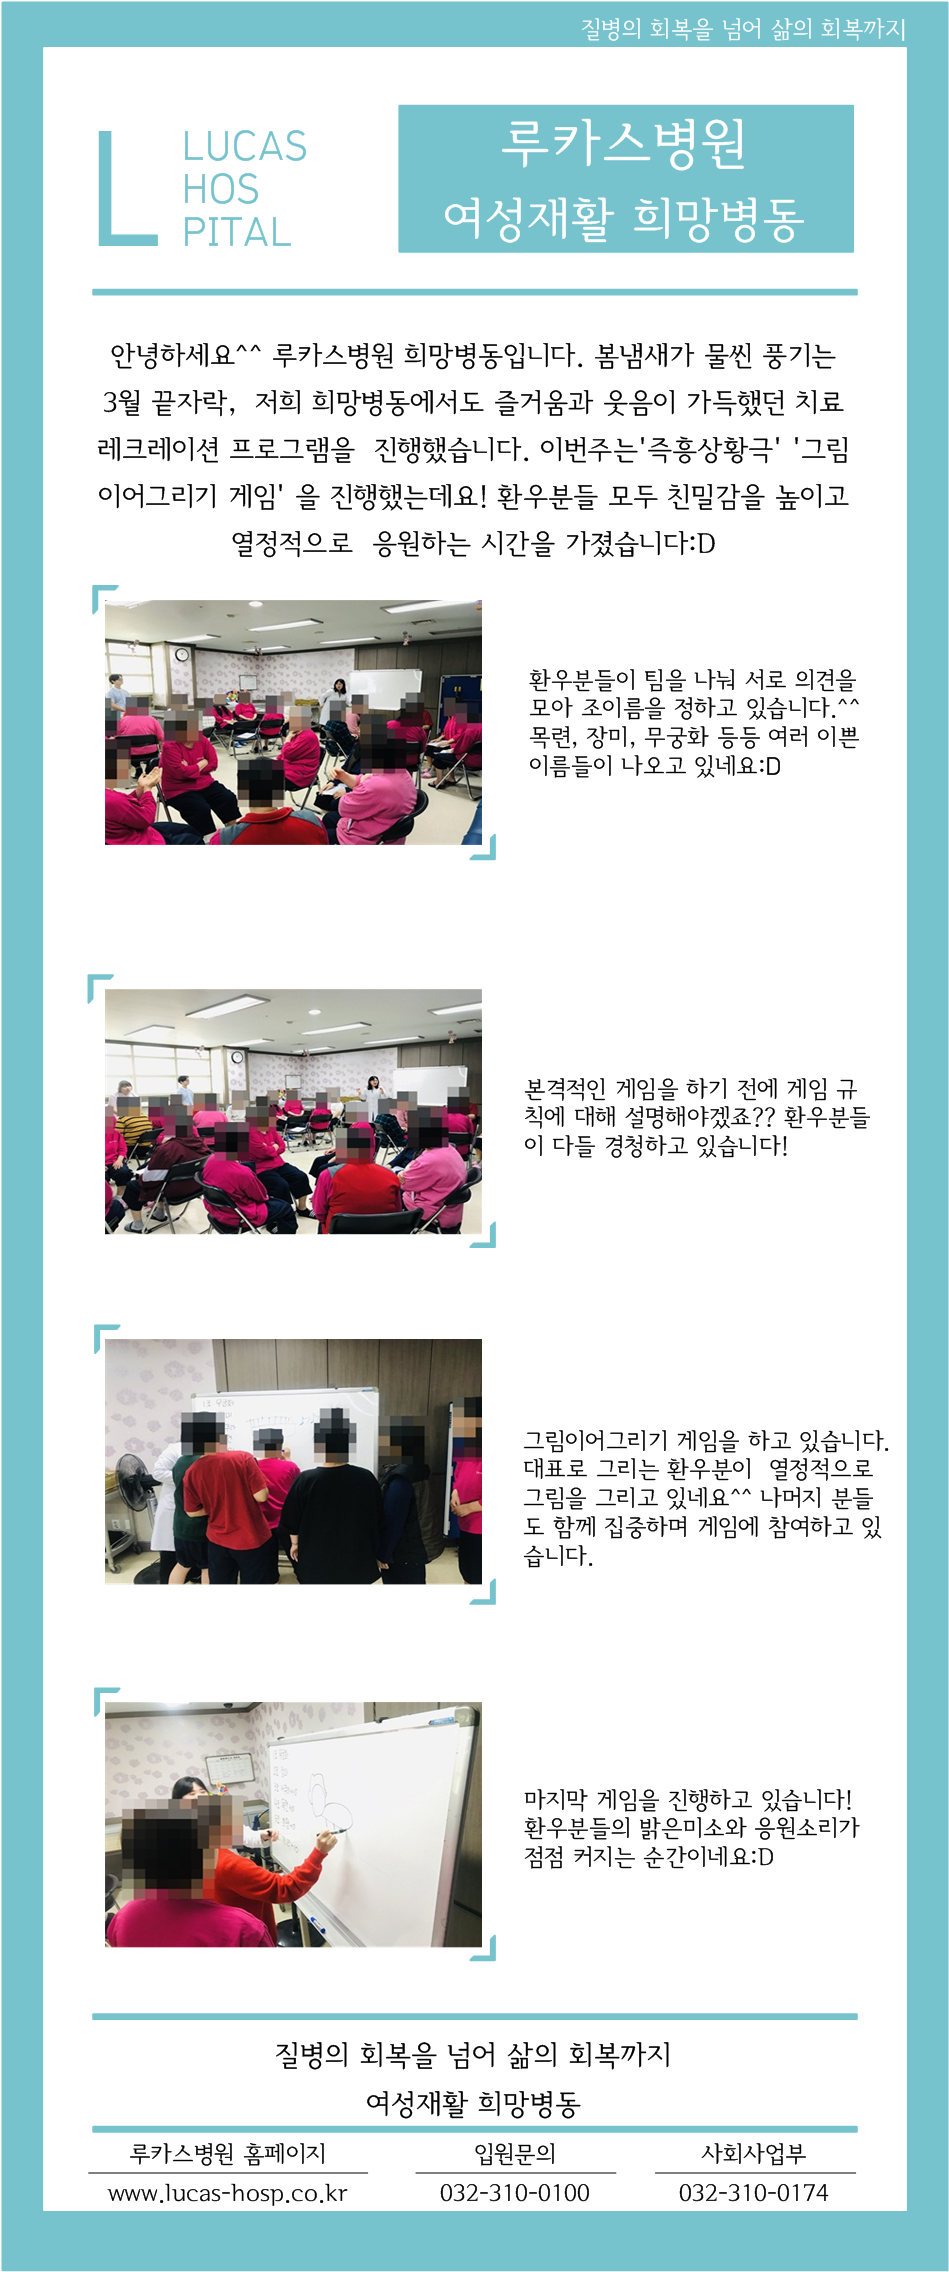 질병의 회복을 넘어 삶의 회복까지
LUCAS
HOS
PITAL
루카스병원
여성재활 희망병동
안녕하세요^^ 루카스병원 희망병동입니다. 봄냄새가 물씬 풍기는
3월 끝자락, 저희 희망병동에서도 즐거움과 웃음이 가득했던 치료
레크레이션 프로그램을 진행했습니다. 이번주는'즉흥상황극' '그림
이어그리기 게임' 을 진행했는데요! 환우분들 모두 친밀감을 높이고
열정적으로 응원하는 시간을 가졌습니다:D
환우분들이 팀을 나눠 서로 의견을
모아 조이름을 정하고 있습니다.^^
목련, 장미, 무궁화 등등 여러 이쁜
이름들이 나오고 있네요:D
본격적인 게임을 하기 전에 게임 규
칙에 대해 설명해야겠죠?? 환우분들
이 다들 경청하고 있습니다!
그림이어그리기 게임을 하고 있습니다.
대표로 그리는 환우분이 열정적으로
그림을 그리고 있네요^^ 나머지 분들
도 함께 집중하며 게임에 참여하고 있
습니다.
마지막 게임을 진행하고 있습니다!
환우분들의 밝은미소와 응원소리가
점점 커지는 순간이네요:D
질병의 회복을 넘어 삶의 회복까지
여성재활 희망병동
루카스병원 홈페이지
www.lucas-hosp.co.kr
입원문의
032-310-0100
사회사업부
032-310-0174